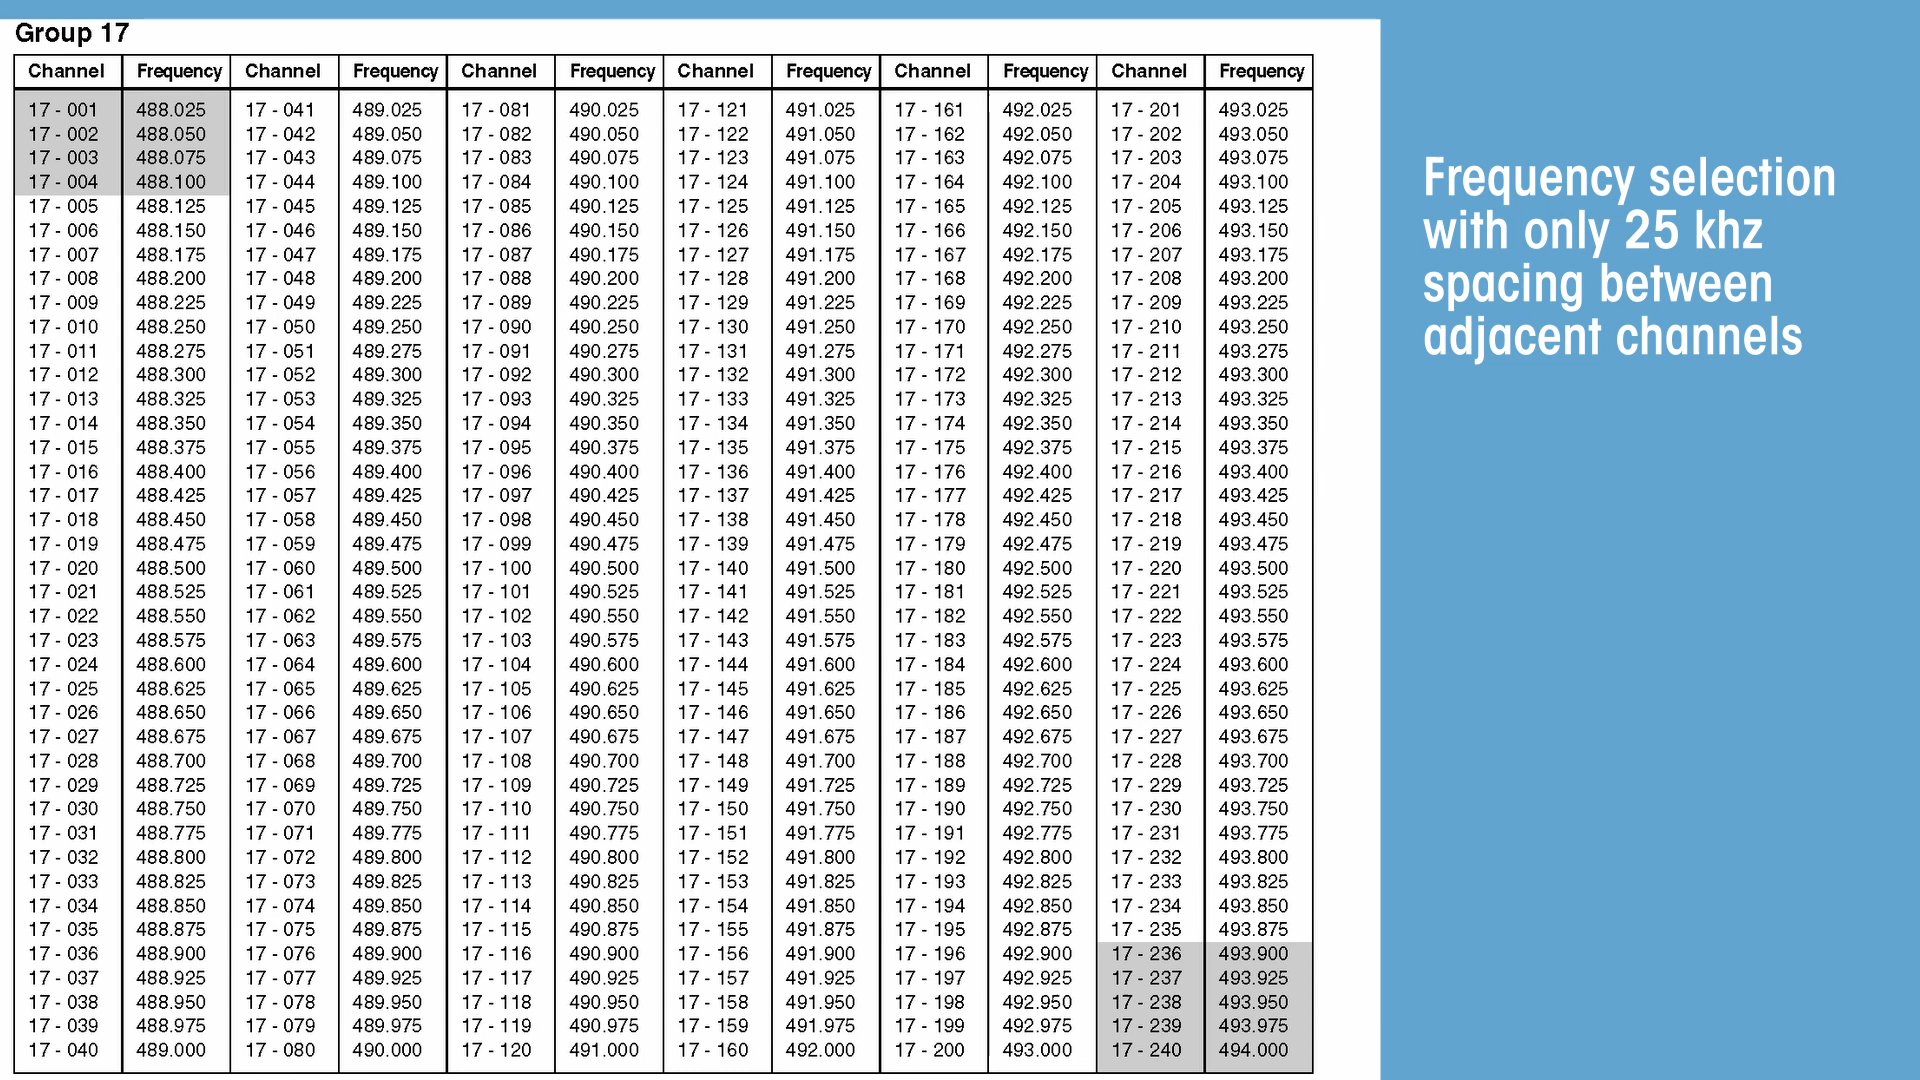 Group 17
Channel Frequency Channel Frequency Channel Frequency Channel Frequency Channel Frequency Channel Frequency
17 - 001 488.025 17 - 041 489.025 17 - 081 490.025 17 - 121 491.025 17 - 161 492.025 17 - 201 493.025
17 - 002 488.050 17 - 042 489.050 17 - 082 490.050 17 - 122 491.050 17 - 162 492.050 17 - 202 493.050
17 - 003 488.075 17 - 043 489.075 17 - 083 490.075 17 - 123 491.075 17 - 163 492.075 17 - 203 493.075
17 - 004 488.100 17 - 044 489.100 17 - 084 490.100 17 - 124 491.100 17 - 164 492.100 17 - 204 493.100
17 - 005 488.125 17 - 045 489.125 17 - 085 490.125 17 - 125 491.125 17 - 165 492.125 17 - 205 493.125
17 - 006 488.150 17 - 046 489.150 17 - 086 490.150 17 - 126 491.150 17 - 166 492.150 17 - 206 493.150
17 - 007 488.175 17 - 047 489.175 17 - 087 490.175 17 - 127 491.175 17 - 167 492.175 17 - 207 493.175
17 - 008 488.200 17 - 048 489.200 17 - 088 490.200 17 - 128 491.200 17 - 168 492.200 17 - 208 493.200
17 - 009 488.225 17 - 049 489.225 17 - 089 490.225 17 - 129 491.225 17 - 169 492.225 17 - 209 493.225
17 - 010 488.250 17 - 050 489.250 17 - 090 490.250 17 - 130 491.250 17 - 170 492.250 17 - 210 493.250
17 - 011 488.275 17 - 051 489.275 17 - 091 490.275 17 - 131 491.275 17 - 171 492.275 17 - 211 493.275
17 - 012 488.300 17 - 052 489.300 17 - 092 490.300 17 - 132 491.300 17 - 172 492.300 17 - 212 493.300
17 - 013 488.325 17 - 053 489.325 17 - 093 490.325 17 - 133 491.325 17 - 173 492.325 17 - 213 493.325
17 - 014 488.350 17 - 054 489.350 17 - 094 490.350 17 - 134 491.350 17 - 174 492.350 17 - 214 493.350
17 - 015 488.375 17 - 055 489.375 17 - 095 490.375 17 - 135 491.375 17 - 175 492.375 17 - 215 493.375
17 - 016 488.400 17 - 056 489.400 17 - 096 490.400 17 - 136 491.400 17 - 176 492.400 17 - 216 493.400
17 - 017 488.425 17 - 057 489.425 17 - 097 490.425 17 - 137 491.425 17 - 177 492.425 17 - 217 493.425
17 - 018 488.450 17 - 058 489.450 17 - 098 490.450 17 - 138 491.450 17 - 178 492.450 17 - 218 493.450
17 - 019 488.475 17 - 059 489.475 17 - 099 490.475 17 - 139 491.475 17 - 179 492.475 17 - 219 493.475
17 - 020 488.500 17 - 060 489.500 17 - 100 490.500 17 - 140 491.500 17 - 180 492.500 17 - 220 493.500
17 - 021 488.525 17 - 061 489.525 17 - 101 490.525 17 - 141 491.525 17 - 181 492.525 17 - 221 493.525
17 - 022 488.550 17 - 062 489.550 17 - 102 490.550 17 - 142 491.550 17 - 182 492.550 17 - 222 493.550
17 - 023 488.575 17 - 063 489.575 17 - 103 490.575 17 - 143 491.575 17 - 183 492.575 17 - 223 493.575
17 - 024 488.600 17 - 064 489.600 17 - 104 490.600 17 - 144 491.600 17 - 184 492.600 17 - 224 493.600
17 - 025 488.625 17 - 065 489.625 17 - 105 490.625 17 - 145 491.625 17 - 185 492.625 17 - 225 493.625
17 - 026 488.650 17 - 066 489.650 17 - 106 490.650 17 - 146 491.650 17 - 186 492.650 17 - 226 493.650
17 - 027 488.675 17 - 067 489.675 17 - 107 490.675 17 - 147 491.675 17 - 187 492.675 17 - 227 493.675
17 - 028 488.700 17 - 068 489.700 17 - 108 490.700 17 - 148 491.700 17 - 188 492.700 17 - 228 493.700
17 - 029 488.725 17 - 069 489.725 17 - 109 490.725 17 - 149 491.725 17 - 189 492.725 17 - 229 493.725
17 - 030 488.750 17 - 070 489.750 17 - 110 490.750 17 - 150 491.750 17 - 190 492.750 17 - 230 493.750
17 - 031 488.775 17 - 071 489.775 17 - 111 490.775 17 - 151 491.775 17 - 191 492.775 17 - 231 493.775
17 - 032 488.800 17 - 072 489.800 17 - 112 490.800 17 - 152 491.800 17 - 192 492.800 17 - 232 493.800
17 - 033 488.825 17 - 073 489.825 17 - 113 490.825 17 - 153 491.825 17 - 193 492.825 17 - 233 493.825
17 - 034 488.850 17 - 074 489.850 17 - 114 490.850 17 - 154 491.850 17 - 194 492.850 17 - 234 493.850
17 - 035 488.875 17 - 075 489.875 17 - 115 490.875 17 - 155 491.875 17 - 195 492.875 17 - 235 493.875
17 - 036 488.900 17 - 076 489.900 17 - 116 490.900 17 - 156 491.900 17 - 196 492.900 17 - 236 493.900
17 - 037 488.925 17 - 077 489.925 17 - 117 490.925 17 - 157 491.925 17 - 197 492.925 17 - 237 493.925
17 - 038 488.950 17 - 078 489.950 17 - 118 490.950 17 - 158 491.950 17 - 198 492.950 17 - 238 493.950
17 - 039 488.975 17 - 079 489.975 17 - 119 490.975 17 - 159 491.975 17 - 199 492.975 17 - 239 493.975
17 - 040 489.000 17 - 080 490.000 17 - 120 491.000 17 - 160 492.000 17 - 200 493.000 17 - 240 494.000
Frequency selection
with only 25 khz
spacing between
adjacent channels